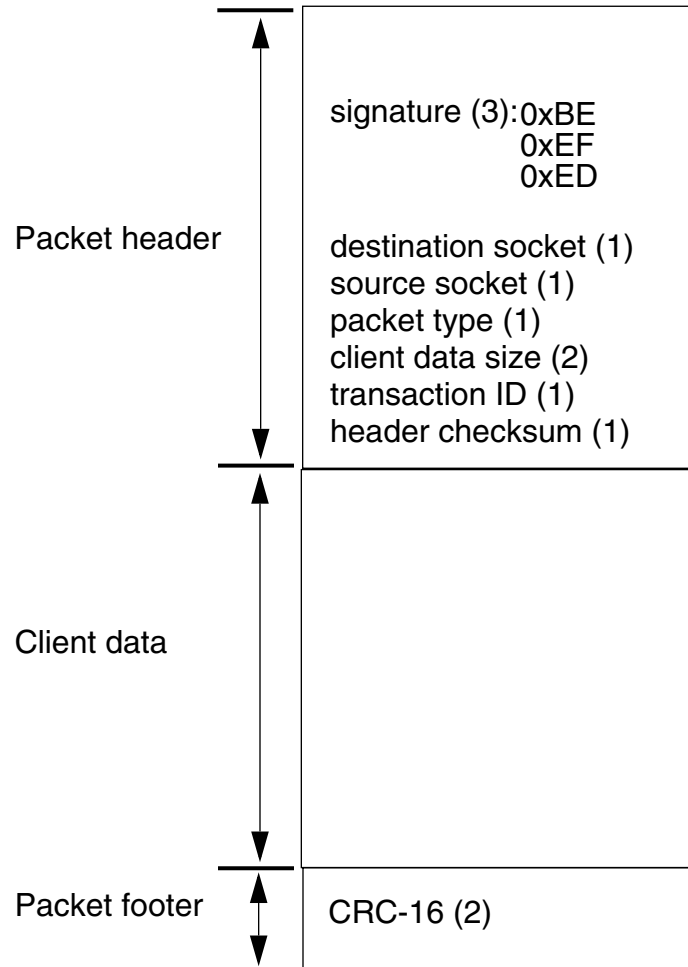 signature (3):0xBE
0xEF
0xED
Packet header
destination socket (1)
source socket (1)
packet type (1)
client data size (2)
transaction ID (1)
header checksum (1)
Client data
Packet footer
CRC-16 (2)